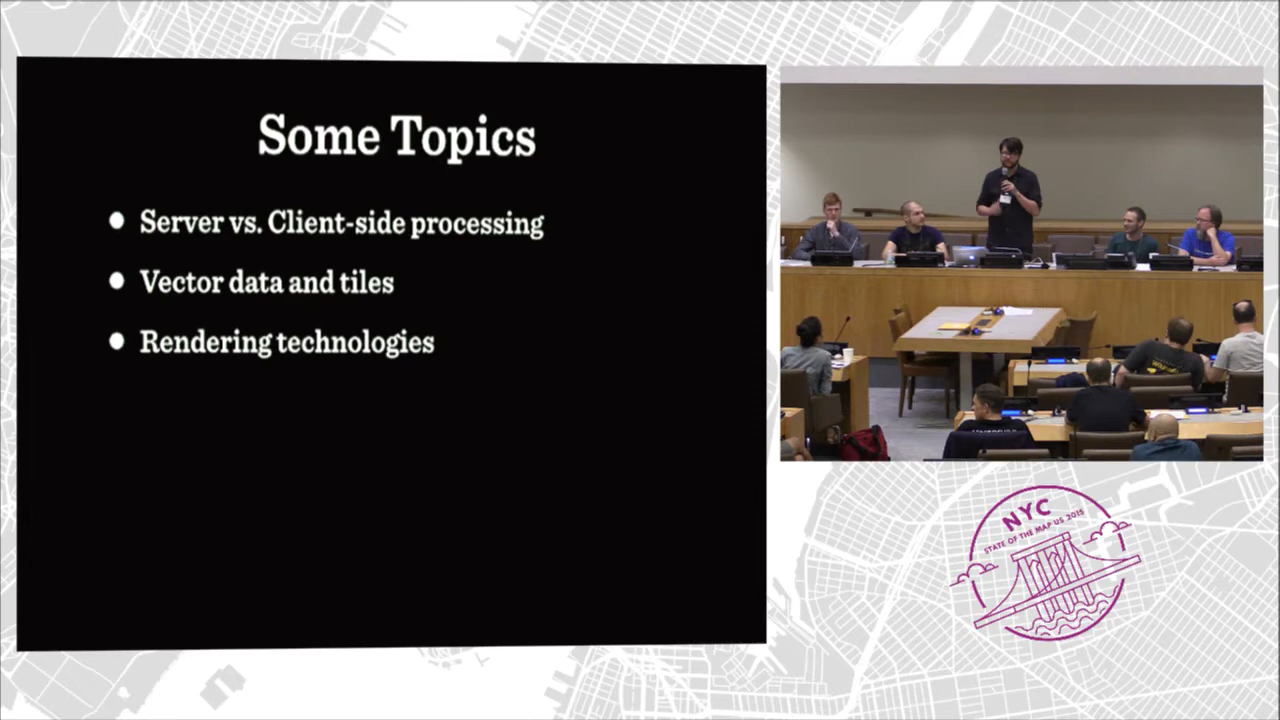 Some Topics
Server vs. Client-side processing
Vector data and tiles
Rendering technologies
NYC
STATE OF THE MAP US 2015